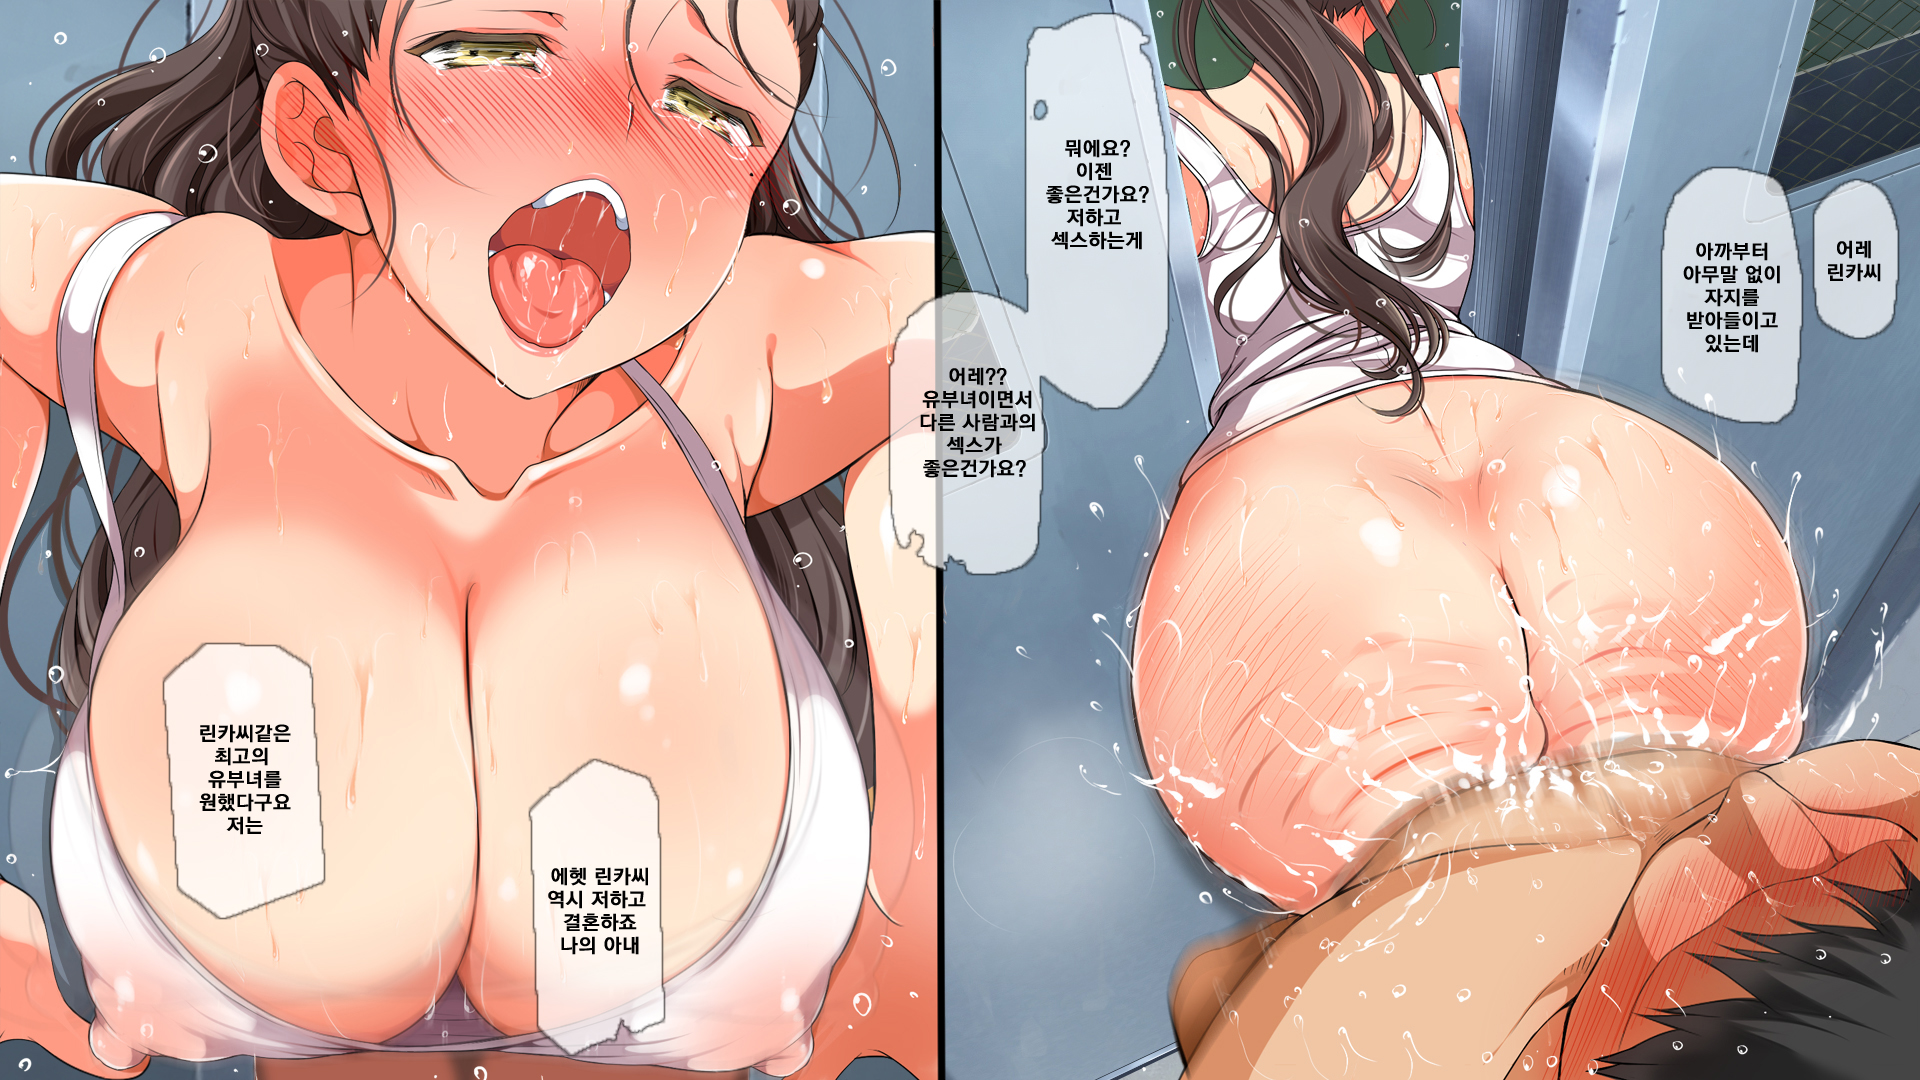 어레
린카씨
아까부터
아무말 없이
자지를
받아들이고
있는데
뭐에요?
이젠
좋은건가요?
저하고
섹스하는게
어레??
유부녀이면서
다른 사람과의
섹스가
좋은건가요?
에헷 린카씨
역시 저하고
결혼하죠
나의 아내
린카씨같은
최고의
유부녀를
원했다구요
저는